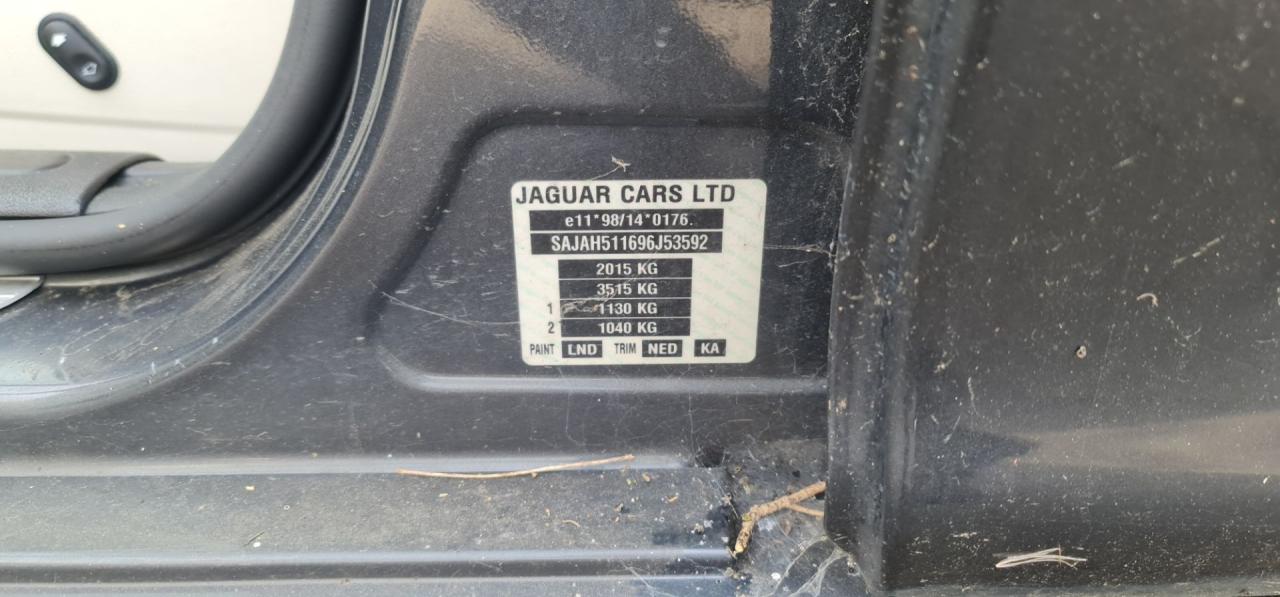 JAGUAR CARS LTD
e11*98/14*0176.
SAJAH511696J53592
2015 KG
3515 KG
1 1130 KG
2 1040 KG
PAINT LND TRIM NED KA